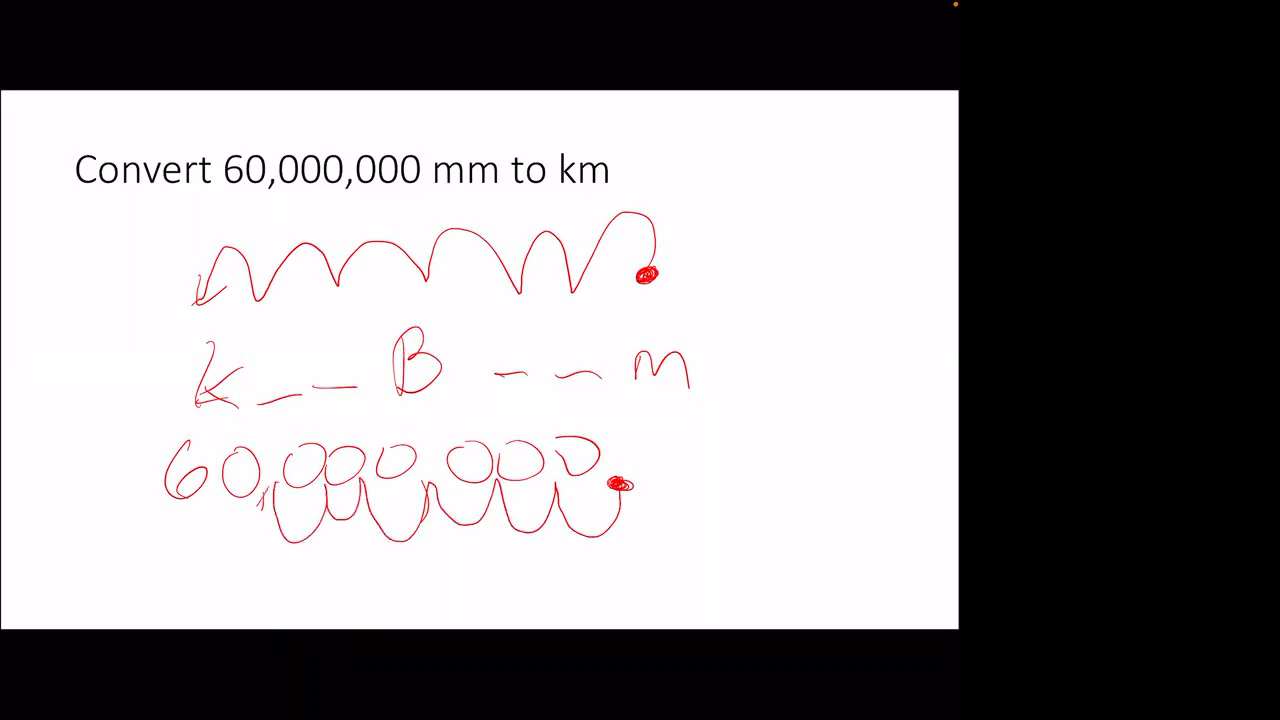 Convert 60,000,000 mm to km
k _ _ B _ _ m
60,000,000.